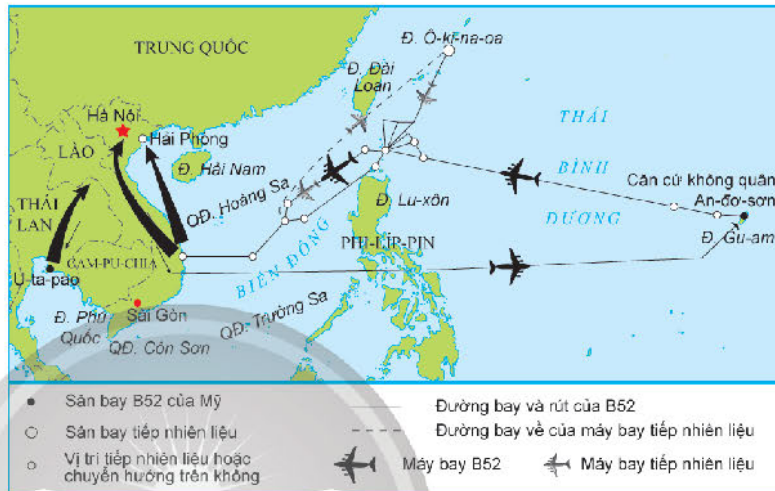 TRUNG QUỐC
Đ. Ô-ki-na-oa
Đ. Đài
Loan
Hà Nội
Hải Phòng
THÁI
LÀO
Đ. Hải Nam
BÌNH
Căn cứ không quân
An-đơ-sơn
THÁI
LAN
QĐ. Hoàng Sa
Đ. Lu-xôn
DƯƠNG
Đ. Gu-am
CAM-PU-CHIA
BIỂN ĐÔNG
PHI-LÍP-PIN
U-ta-pao
Đ. Phú
Quốc
Sài Gòn
QĐ. Trường Sa
QĐ. Côn Sơn
Sân bay B52 của Mỹ
Đường bay và rút của B52
Sân bay tiếp nhiên liệu
Đường bay về của máy bay tiếp nhiên liệu
Vị trí tiếp nhiên liệu hoặc
chuyển hướng trên không
Máy bay B52
Máy bay tiếp nhiên liệu